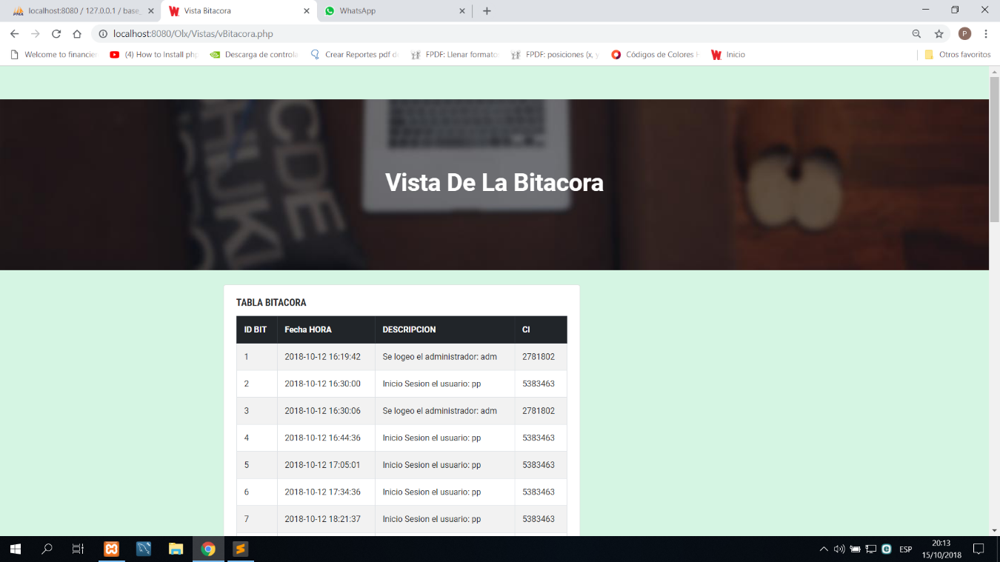 localhost:8080 / 127.0.0.1 / base_
Vista Bitacora
WhatsApp
localhost:8080/Olx/Vistas/vBitacora.php
P
Welcome to financier
(4) How to Install php
Descarga de controla
Crear Reportes pdf d
FPDF: Llenar formato
FPDF: posiciones (x, y
Códigos de Colores H
Inicio
Otros favoritos
CDE
HIJK
Vista De La Bitacora
TABLA BITACORA
ID BIT Fecha HORA DESCRIPCION CI
1 2018-10-12 16:19:42 Se logeo el administrador: adm 2781802
2 2018-10-12 16:30:00 Inicio Sesion el usuario: pp 5383463
3 2018-10-12 16:30:06 Se logeo el administrador: adm 2781802
4 2018-10-12 16:44:36 Inicio Sesion el usuario: pp 5383463
5 2018-10-12 17:05:01 Inicio Sesion el usuario: pp 5383463
6 2018-10-12 17:34:36 Inicio Sesion el usuario: pp 5383463
7 2018-10-12 18:21:37 Inicio Sesion el usuario: pp 5383463
ESP
20:13
15/10/2018